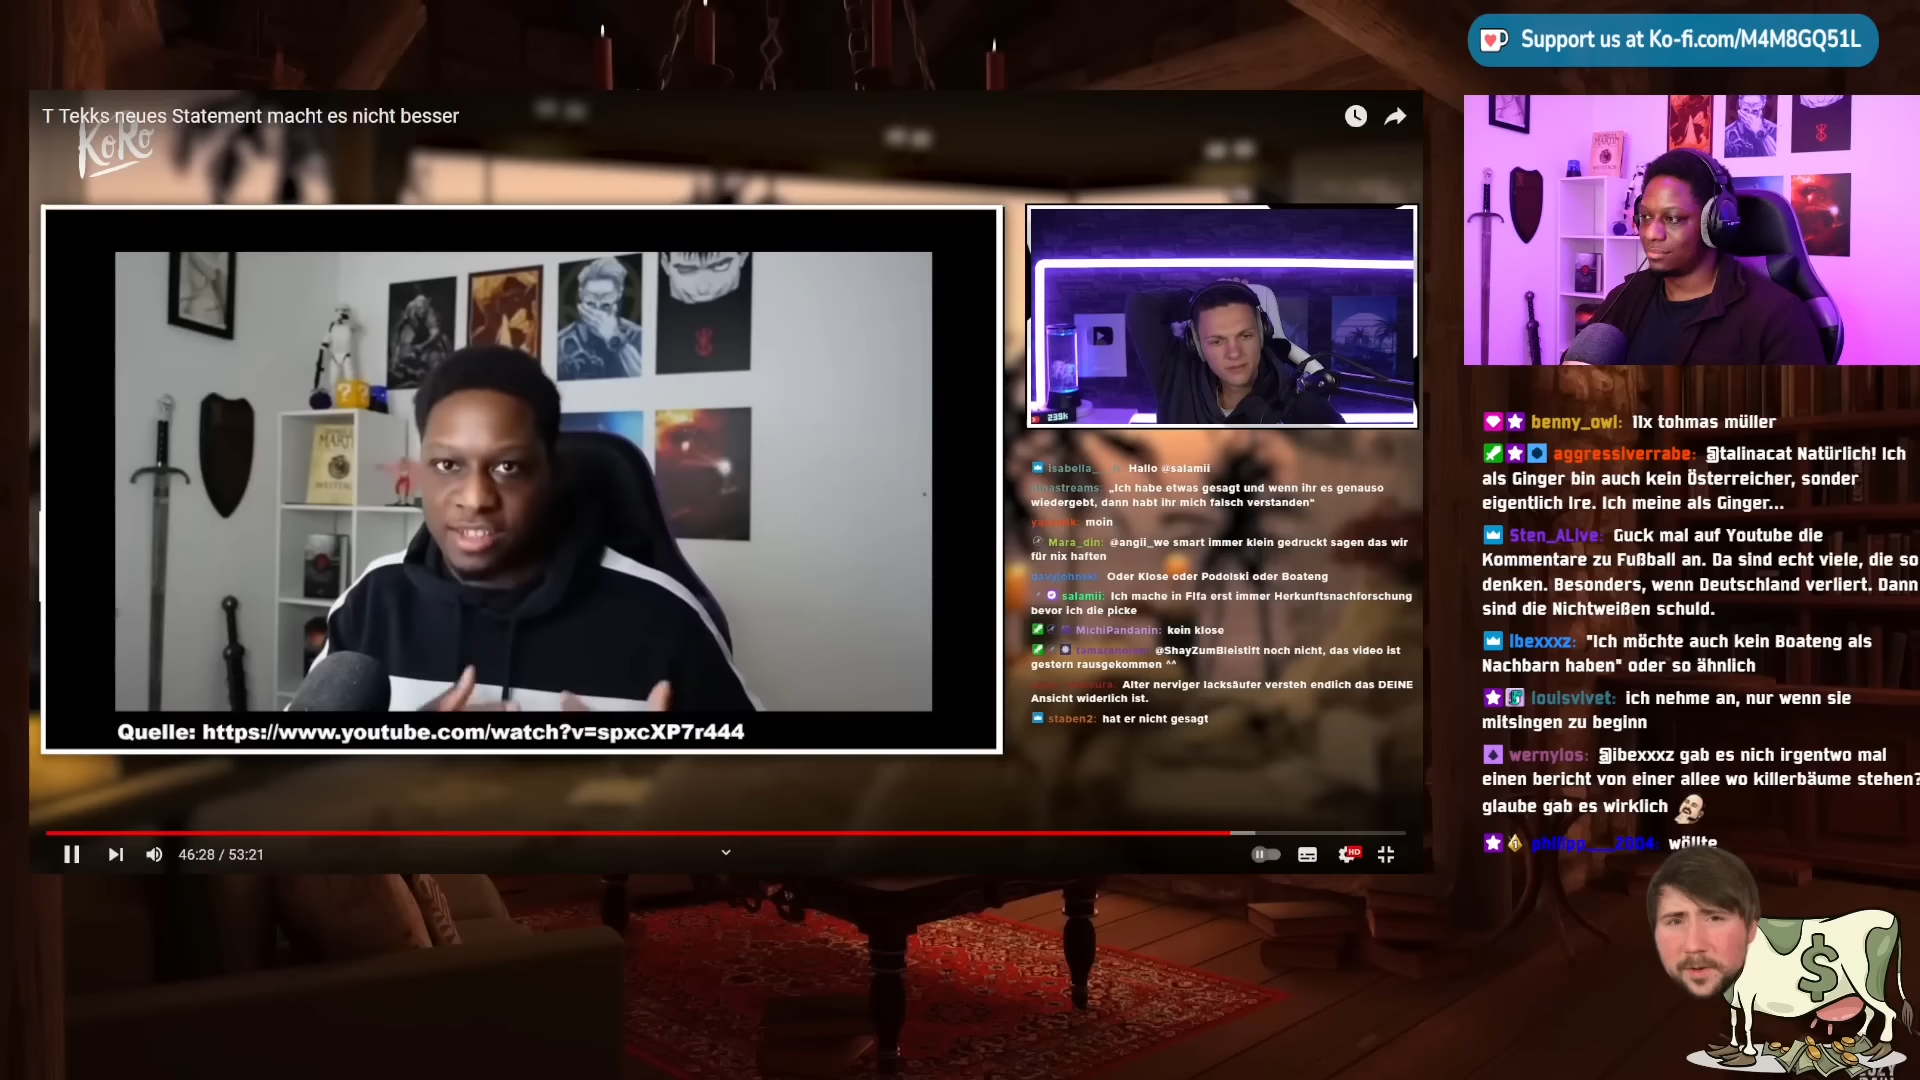 Support us at Ko-fi.com/M4M8GQ51L
T Tekks neues Statement macht es nicht besser
KoRo
Quelle: https://www.youtube.com/watch?v=spxcXP7r444
46:28 / 53:21
HD
239k
Hallo @salamii
„Ich habe etwas gesagt und wenn ihr es genauso
wiedergebt, dann habt ihr mich falsch verstanden“
moin
Mara_din: @angii_we smart immer klein gedruckt sagen das wir
für nix haften
Oder Klose oder Podolski oder Boateng
salamii: Ich mache in Fifa erst immer Herkunftsnachforschung
bevor ich die picke
MichiPandanin: kein klose
@ShayZumBleistift noch nicht, das video ist
gestern rausgekommen ^^
Alter nerviger lacksäufer versteh endlich das DEINE
Ansicht widerlich ist.
staben2: hat er nicht gesagt
benny_owl: 11x tohmas müller
aggressiverrabe: @talinacat Natürlich! Ich
als Ginger bin auch kein Österreicher, sonder
eigentlich Ire. Ich meine als Ginger...
Sten_ALive: Guck mal auf Youtube die
Kommentare zu Fußball an. Da sind echt viele, die so
denken. Besonders, wenn Deutschland verliert. Dann
sind die Nichtweißen schuld.
ibexxxz: "Ich möchte auch kein Boateng als
Nachbarn haben" oder so ähnlich
louisvivet: ich nehme an, nur wenn sie
mitsingen zu beginn
wernylos: @ibexxxz gab es nich irgentwo mal
einen bericht von einer allee wo killerbäume stehen?
glaube gab es wirklich
philipp___2804: wöllte
$